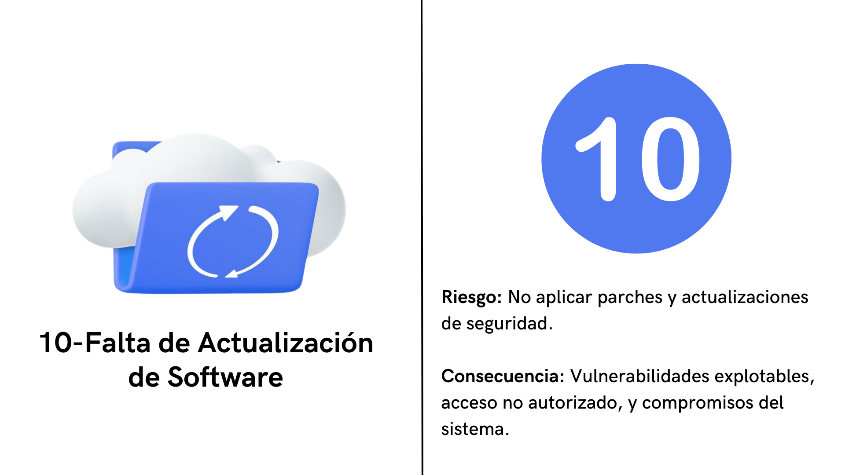 10-Falta de Actualización
de Software
10
Riesgo: No aplicar parches y actualizaciones
de seguridad.
Consecuencia: Vulnerabilidades explotables,
acceso no autorizado, y compromisos del
sistema.